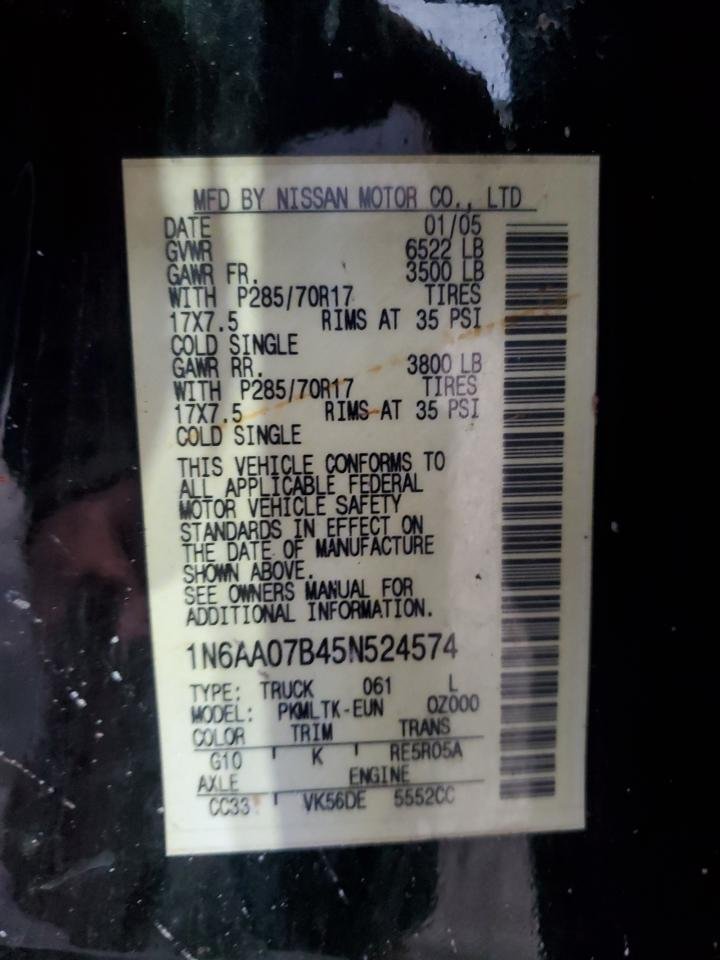 MFD BY NISSAN MOTOR CO., LTD
DATE 01/05
GVWR 6522 LB
GAWR FR. 3500 LB
WITH P285/70R17 TIRES
17X7.5 RIMS AT 35 PSI
COLD SINGLE
GAWR RR. 3800 LB
WITH P285/70R17 TIRES
17X7.5 RIMS AT 35 PSI
COLD SINGLE
THIS VEHICLE CONFORMS TO
ALL APPLICABLE FEDERAL
MOTOR VEHICLE SAFETY
STANDARDS IN EFFECT ON
THE DATE OF MANUFACTURE
SHOWN ABOVE.
SEE OWNERS MANUAL FOR
ADDITIONAL INFORMATION.
1N6AA07B45N524574
TYPE: TRUCK 061 L
MODEL: PKMLTK-EUN OZ000
COLOR TRIM TRANS
G10 K RE5R05A
AXLE ENGINE
CC33 VK56DE 5552CC